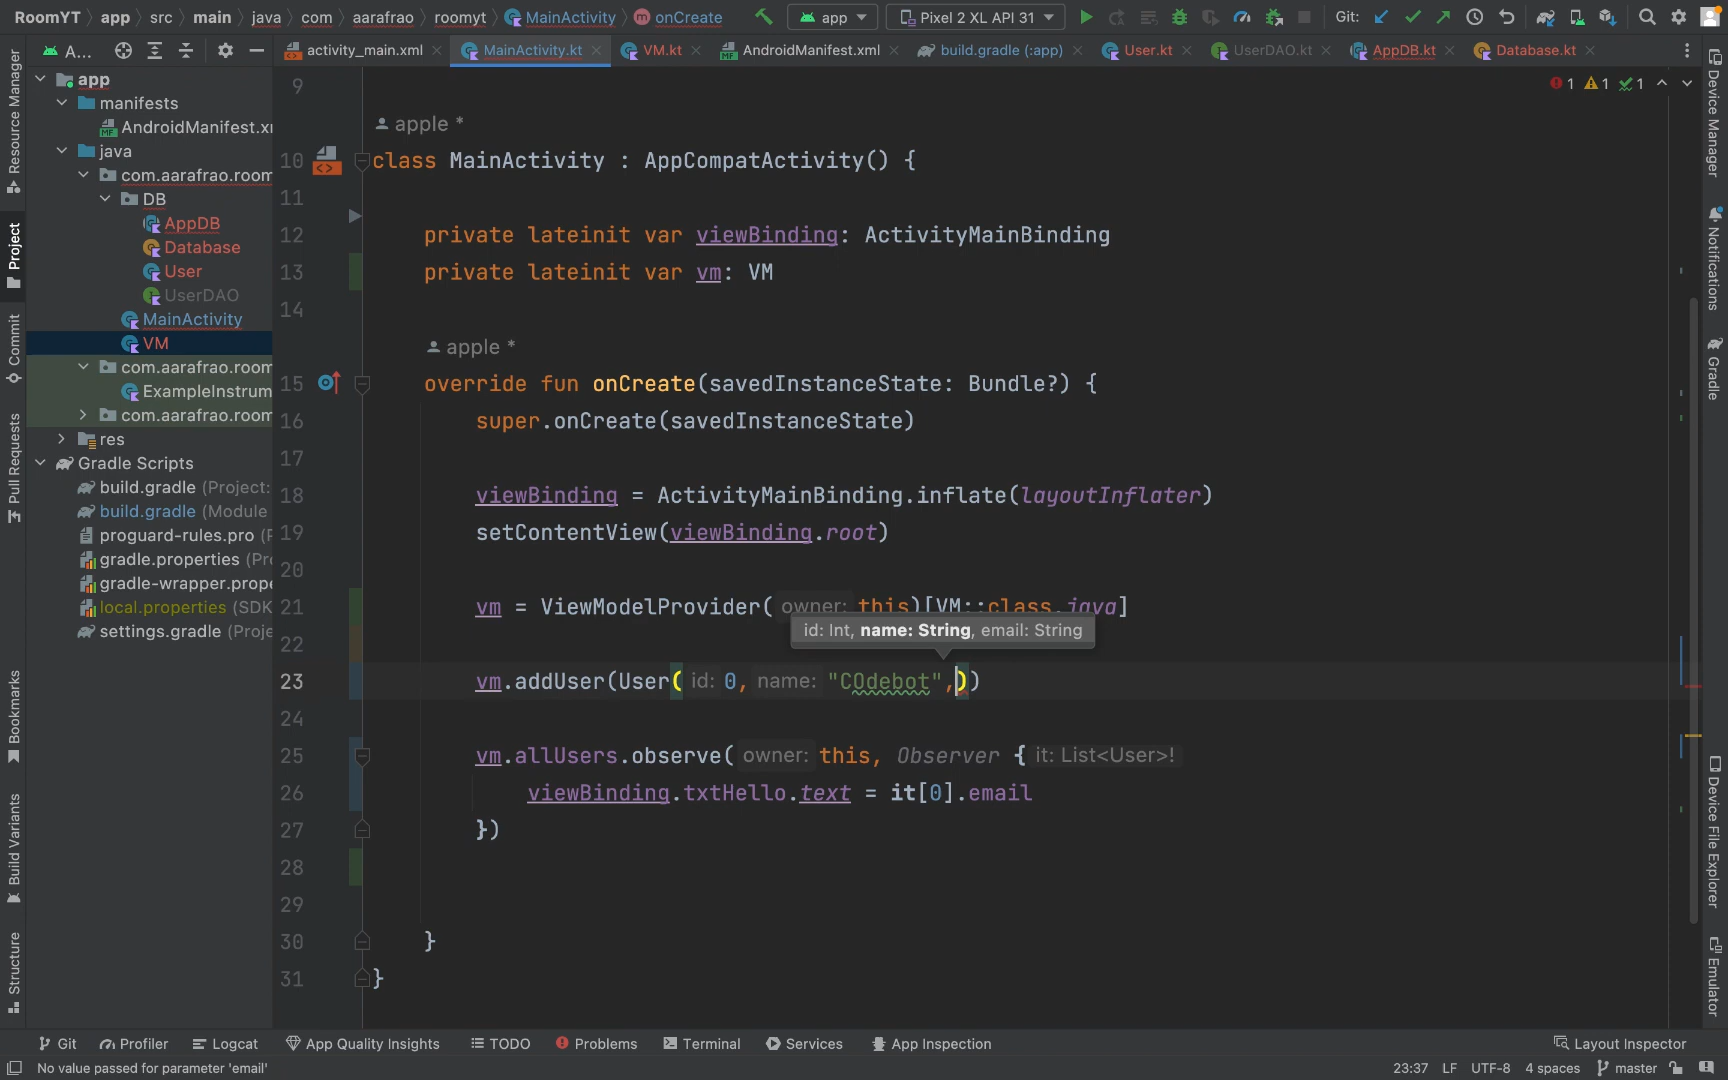 RoomYT app src main java com aarafrao roomyt MainActivity onCreate app Pixel 2 XL API 31 Git:
A... activity_main.xml MainActivity.kt VM.kt AndroidManifest.xml build.gradle (:app) User.kt UserDAO.kt AppDB.kt Database.kt
Resource Manager
Project
Commit
Pull Requests
Bookmarks
Build Variants
Structure
app
manifests
AndroidManifest.xm
java
com.aarafrao.room
DB
AppDB
Database
User
UserDAO
MainActivity
VM
com.aarafrao.room
ExampleInstrum
com.aarafrao.room
res
Gradle Scripts
build.gradle (Project:
build.gradle (Module
proguard-rules.pro (P
gradle.properties (Pro
gradle-wrapper.prope
local.properties (SDK
settings.gradle (Proje
1 1 1
9
apple *
10 class MainActivity : AppCompatActivity() {
11
12 private lateinit var viewBinding: ActivityMainBinding
13 private lateinit var vm: VM
14
apple *
15 override fun onCreate(savedInstanceState: Bundle?) {
16 super.onCreate(savedInstanceState)
17
18 viewBinding = ActivityMainBinding.inflate(layoutInflater)
19 setContentView(viewBinding.root)
20
21 vm = ViewModelProvider( owner: this)[VM::class.java]
id: Int, name: String, email: String
22
23 vm.addUser(User( id: 0, name: "COdebot",))
24
25 vm.allUsers.observe( owner: this, Observer { it: List<User>!
26 viewBinding.txtHello.text = it[0].email
27 })
28
29
30 }
31 }
Device Manager
Notifications
Gradle
Device File Explorer
Emulator
Git Profiler Logcat App Quality Insights TODO Problems Terminal Services App Inspection Layout Inspector
No value passed for parameter 'email' 23:37 LF UTF-8 4 spaces master